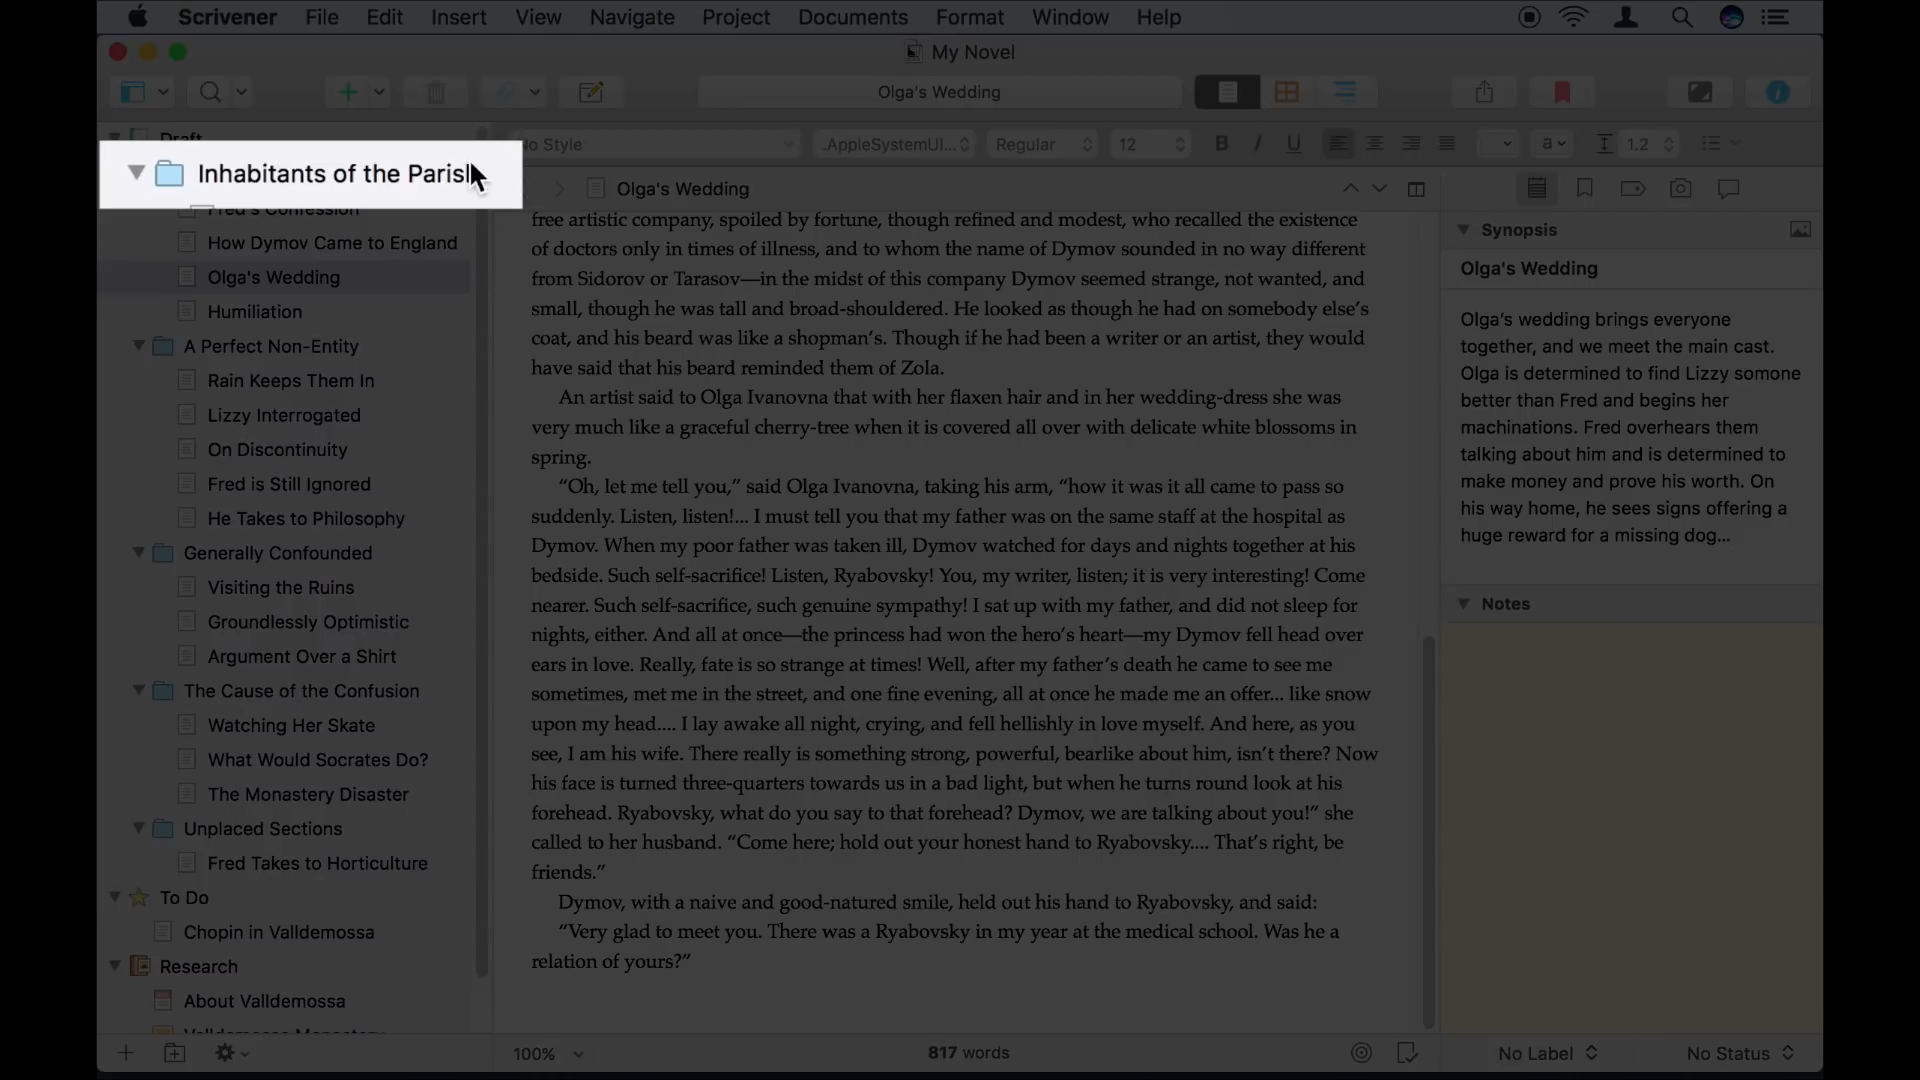 Scrivener File Edit Insert View Navigate Project Documents Format Window Help
My Novel
Olga's Wedding
Draft
No Style .AppleSystemUI... Regular 12 B I U a 1.2
Inhabitants of the Parish
Fred's Confession
How Dymov Came to England
Olga's Wedding
Humiliation
A Perfect Non-Entity
Rain Keeps Them In
Lizzy Interrogated
On Discontinuity
Fred is Still Ignored
He Takes to Philosophy
Generally Confounded
Visiting the Ruins
Groundlessly Optimistic
Argument Over a Shirt
The Cause of the Confusion
Watching Her Skate
What Would Socrates Do?
The Monastery Disaster
Unplaced Sections
Fred Takes to Horticulture
To Do
Chopin in Valldemossa
Research
About Valldemossa
Valldemossa Monastery
Olga's Wedding
free artistic company, spoiled by fortune, though refined and modest, who recalled the existence
of doctors only in times of illness, and to whom the name of Dymov sounded in no way different
from Sidorov or Tarasov—in the midst of this company Dymov seemed strange, not wanted, and
small, though he was tall and broad-shouldered. He looked as though he had on somebody else’s
coat, and his beard was like a shopman’s. Though if he had been a writer or an artist, they would
have said that his beard reminded them of Zola.
An artist said to Olga Ivanovna that with her flaxen hair and in her wedding-dress she was
very much like a graceful cherry-tree when it is covered all over with delicate white blossoms in
spring.
“Oh, let me tell you,” said Olga Ivanovna, taking his arm, “how it was it all came to pass so
suddenly. Listen, listen!... I must tell you that my father was on the same staff at the hospital as
Dymov. When my poor father was taken ill, Dymov watched for days and nights together at his
bedside. Such self-sacrifice! Listen, Ryabovsky! You, my writer, listen; it is very interesting! Come
nearer. Such self-sacrifice, such genuine sympathy! I sat up with my father, and did not sleep for
nights, either. And all at once—the princess had won the hero’s heart—my Dymov fell head over
ears in love. Really, fate is so strange at times! Well, after my father’s death he came to see me
sometimes, met me in the street, and one fine evening, all at once he made me an offer... like snow
upon my head.... I lay awake all night, crying, and fell hellishly in love myself. And here, as you
see, I am his wife. There really is something strong, powerful, bearlike about him, isn’t there? Now
his face is turned three-quarters towards us in a bad light, but when he turns round look at his
forehead. Ryabovsky, what do you say to that forehead? Dymov, we are talking about you!” she
called to her husband. “Come here; hold out your honest hand to Ryabovsky.... That’s right, be
friends.”
Dymov, with a naive and good-natured smile, held out his hand to Ryabovsky, and said:
“Very glad to meet you. There was a Ryabovsky in my year at the medical school. Was he a
relation of yours?”
Synopsis
Olga's Wedding
Olga’s wedding brings everyone
together, and we meet the main cast.
Olga is determined to find Lizzy somone
better than Fred and begins her
machinations. Fred overhears them
talking about him and is determined to
make money and prove his worth. On
his way home, he sees signs offering a
huge reward for a missing dog...
Notes
100% 817 words No Label No Status